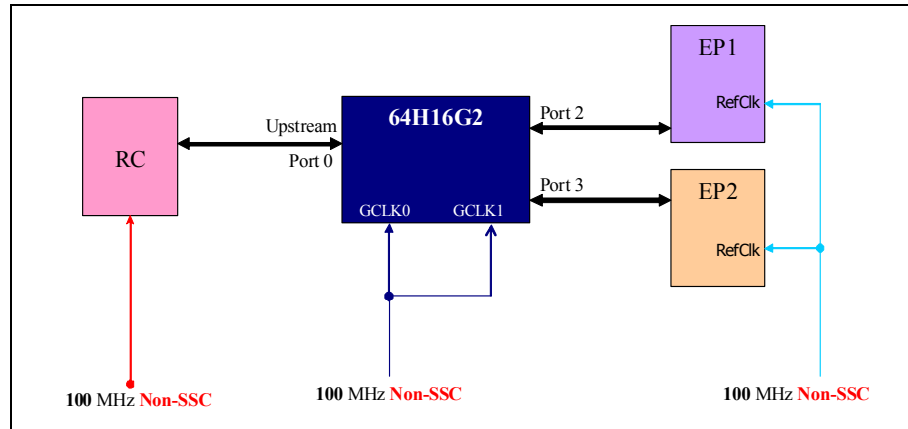 RC
Upstream
Port 0
64H16G2
GCLK0 GCLK1
Port 2
Port 3
EP1
RefClk
EP2
RefClk
100 MHz Non-SSC
100 MHz Non-SSC
100 MHz Non-SSC